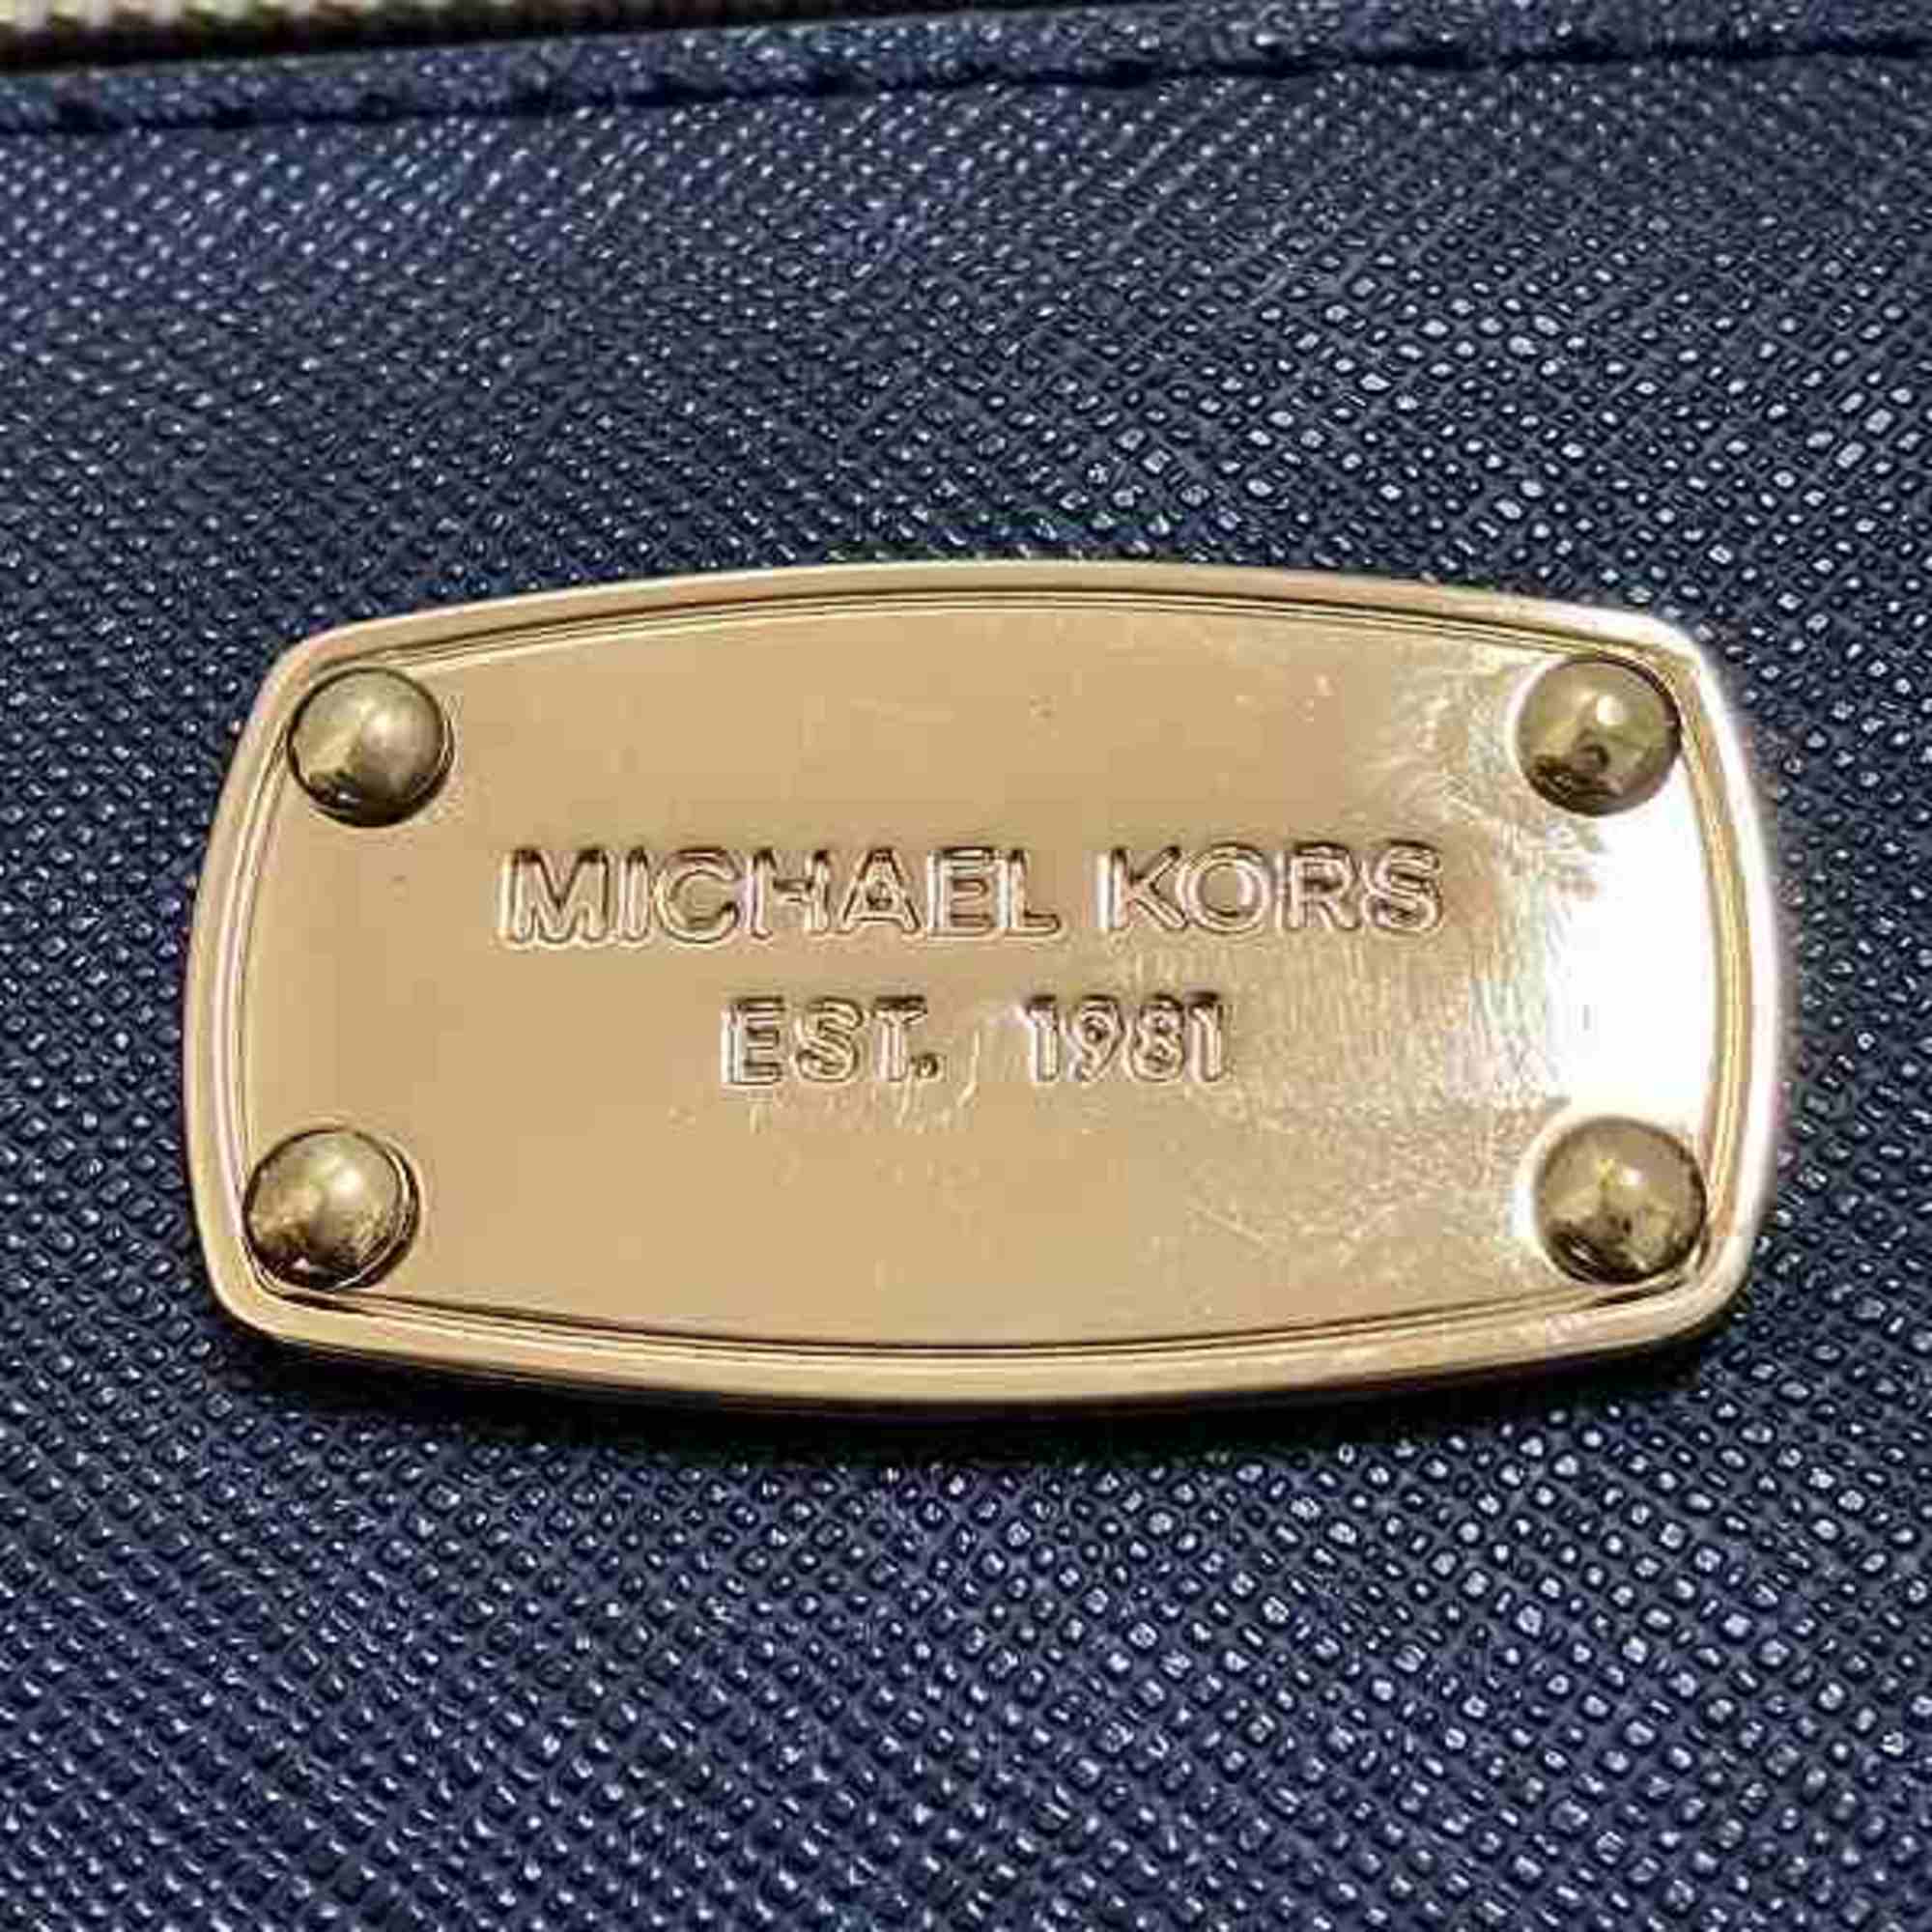 MICHAEL KORS
EST. 1981